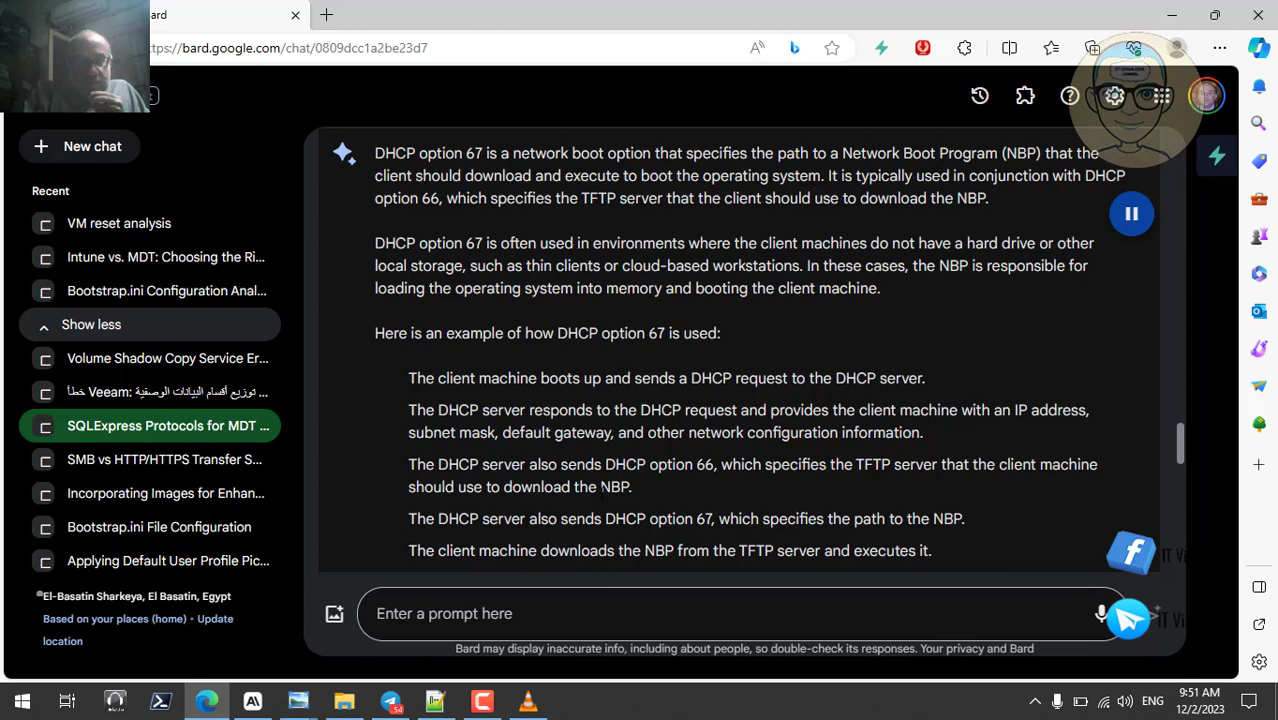 ard
ttps://bard.google.com/chat/0809dcc1a2be23d7
New chat
Recent
VM reset analysis
Intune vs. MDT: Choosing the Ri...
Bootstrap.ini Configuration Anal...
Show less
Volume Shadow Copy Service Er...
خطأ Veeam: توزيع أقسام البيانات الوصفية ...
SQLExpress Protocols for MDT ...
SMB vs HTTP/HTTPS Transfer S...
Incorporating Images for Enhan...
Bootstrap.ini File Configuration
Applying Default User Profile Pic...
El-Basatin Sharkeya, El Basatin, Egypt
Based on your places (home) • Update
location
DHCP option 67 is a network boot option that specifies the path to a Network Boot Program (NBP) that the
client should download and execute to boot the operating system. It is typically used in conjunction with DHCP
option 66, which specifies the TFTP server that the client should use to download the NBP.
DHCP option 67 is often used in environments where the client machines do not have a hard drive or other
local storage, such as thin clients or cloud-based workstations. In these cases, the NBP is responsible for
loading the operating system into memory and booting the client machine.
Here is an example of how DHCP option 67 is used:
The client machine boots up and sends a DHCP request to the DHCP server.
The DHCP server responds to the DHCP request and provides the client machine with an IP address,
subnet mask, default gateway, and other network configuration information.
The DHCP server also sends DHCP option 66, which specifies the TFTP server that the client machine
should use to download the NBP.
The DHCP server also sends DHCP option 67, which specifies the path to the NBP.
The client machine downloads the NBP from the TFTP server and executes it.
IT Vi
Enter a prompt here
IT Vi
Bard may display inaccurate info, including about people, so double-check its responses. Your privacy and Bard
54
ENG
9:51 AM
12/2/2023